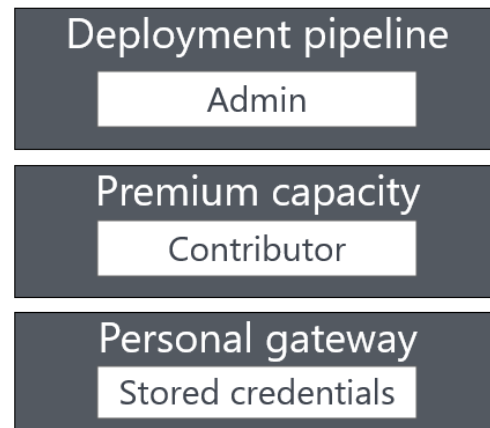 Deployment pipeline
Admin
Premium capacity
Contributor
Personal gateway
Stored credentials